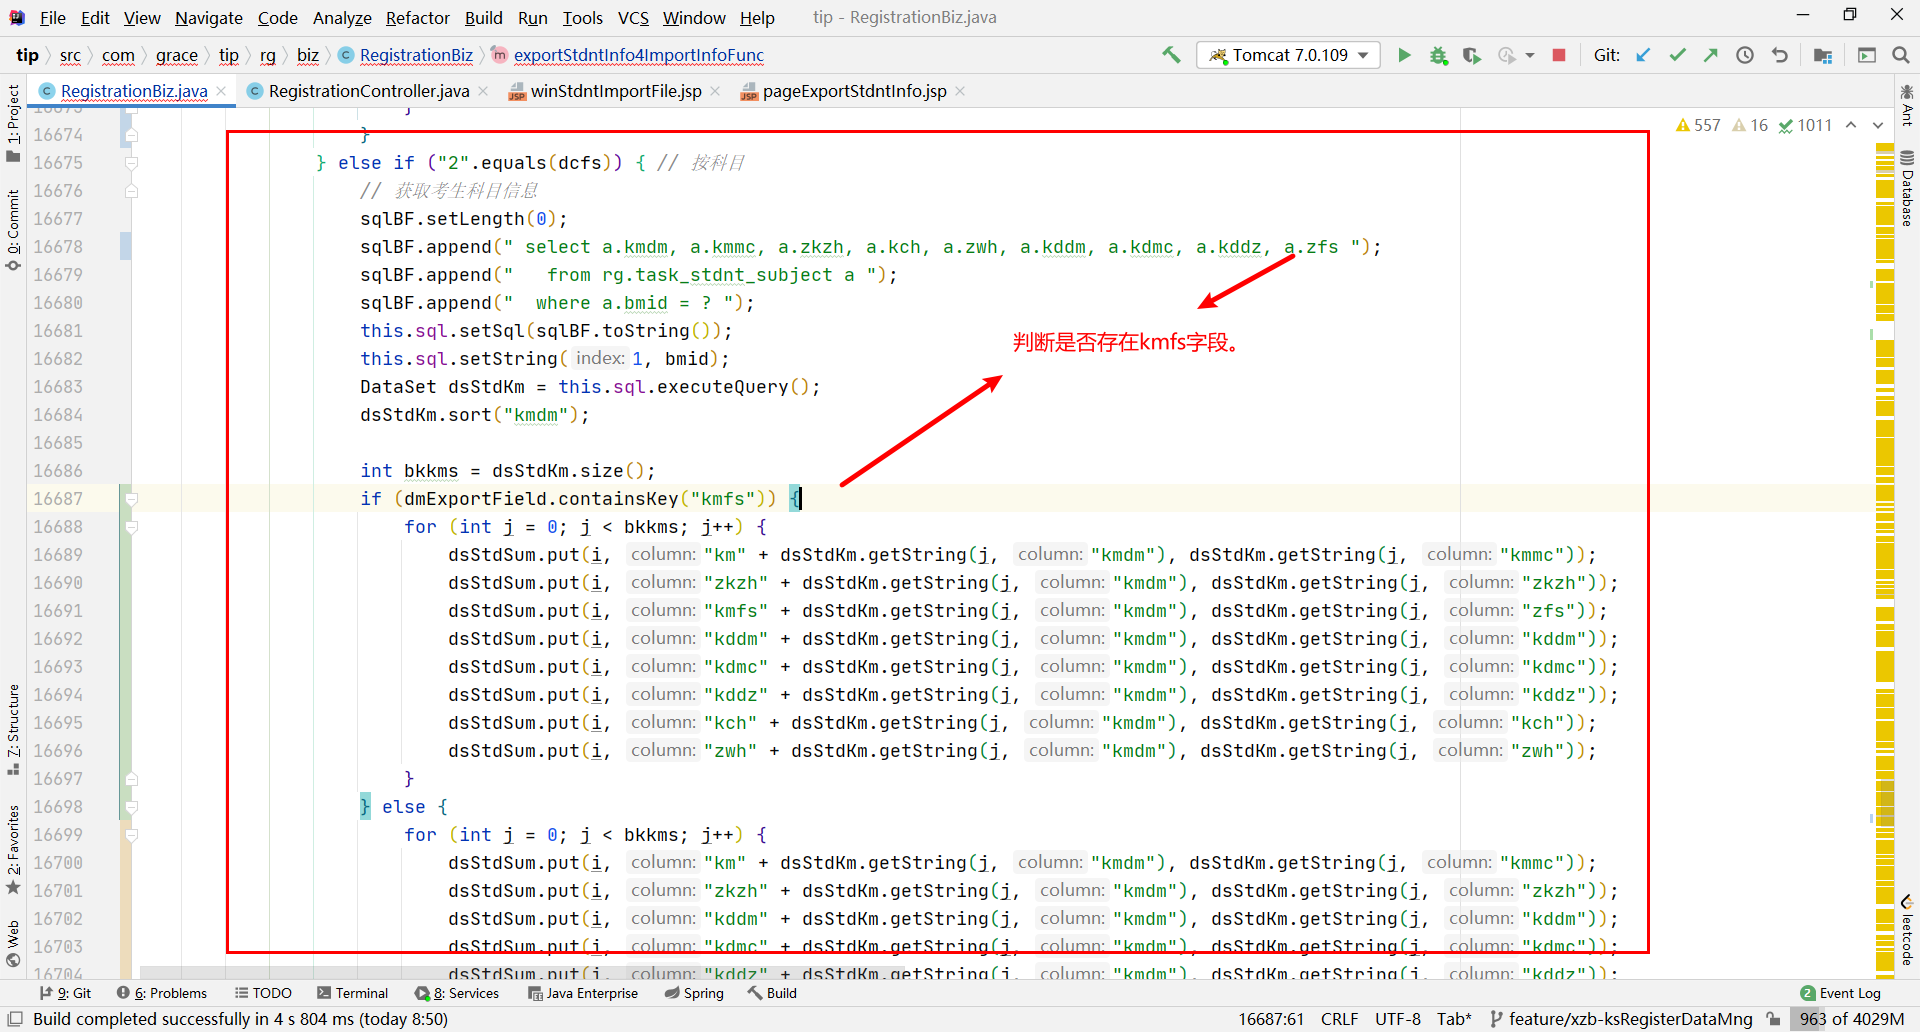 File Edit View Navigate Code Analyze Refactor Build Run Tools VCS Window Help tip - RegistrationBiz.java
tip src com grace tip rg biz RegistrationBiz exportStdntInfo4ImportInfoFunc Tomcat 7.0.109 Git:
RegistrationBiz.java RegistrationController.java winStdntImportFile.jsp pageExportStdntInfo.jsp
557 16 1011
16674 }
16675 } else if ("2".equals(dcfs)) { // 按科目
16676 // 获取考生科目信息
16677 sqlBF.setLength(0);
16678 sqlBF.append(" select a.kmdm, a.kmmc, a.zkzh, a.kch, a.zwh, a.kddm, a.kdmc, a.kddz, a.zfs ");
16679 sqlBF.append("   from rg.task_stdnt_subject a ");
16680 sqlBF.append("  where a.bmid = ? ");
16681 this.sql.setSql(sqlBF.toString());
16682 this.sql.setString( index: 1, bmid);
16683 DataSet dsStdKm = this.sql.executeQuery();
16684 dsStdKm.sort("kmdm");
16685
16686 int bkkms = dsStdKm.size();
16687 if (dmExportField.containsKey("kmfs")) {
16688 for (int j = 0; j < bkkms; j++) {
16689 dsStdSum.put(i, column: "km" + dsStdKm.getString(j, column: "kmdm"), dsStdKm.getString(j, column: "kmmc"));
16690 dsStdSum.put(i, column: "zkzh" + dsStdKm.getString(j, column: "kmdm"), dsStdKm.getString(j, column: "zkzh"));
16691 dsStdSum.put(i, column: "kmfs" + dsStdKm.getString(j, column: "kmdm"), dsStdKm.getString(j, column: "zfs"));
16692 dsStdSum.put(i, column: "kddm" + dsStdKm.getString(j, column: "kmdm"), dsStdKm.getString(j, column: "kddm"));
16693 dsStdSum.put(i, column: "kdmc" + dsStdKm.getString(j, column: "kmdm"), dsStdKm.getString(j, column: "kdmc"));
16694 dsStdSum.put(i, column: "kddz" + dsStdKm.getString(j, column: "kmdm"), dsStdKm.getString(j, column: "kddz"));
16695 dsStdSum.put(i, column: "kch" + dsStdKm.getString(j, column: "kmdm"), dsStdKm.getString(j, column: "kch"));
16696 dsStdSum.put(i, column: "zwh" + dsStdKm.getString(j, column: "kmdm"), dsStdKm.getString(j, column: "zwh"));
16697 }
16698 } else {
16699 for (int j = 0; j < bkkms; j++) {
16700 dsStdSum.put(i, column: "km" + dsStdKm.getString(j, column: "kmdm"), dsStdKm.getString(j, column: "kmmc"));
16701 dsStdSum.put(i, column: "zkzh" + dsStdKm.getString(j, column: "kmdm"), dsStdKm.getString(j, column: "zkzh"));
16702 dsStdSum.put(i, column: "kddm" + dsStdKm.getString(j, column: "kmdm"), dsStdKm.getString(j, column: "kddm"));
16703 dsStdSum.put(i, column: "kdmc" + dsStdKm.getString(j, column: "kmdm"), dsStdKm.getString(j, column: "kdmc"));
16704 dsStdSum.put(i, column: "kddz" + dsStdKm.getString(j, column: "kmdm"), dsStdKm.getString(j, column: "kddz"));
判断是否存在kmfs字段。
1: Project
0: Commit
7: Structure
2: Favorites
Web
Ant
Database
leetcode
9: Git 6: Problems TODO Terminal 8: Services Java Enterprise Spring Build 2 Event Log
Build completed successfully in 4 s 804 ms (today 8:50) 16687:61 CRLF UTF-8 Tab* feature/xzb-ksRegisterDataMng 963 of 4029M